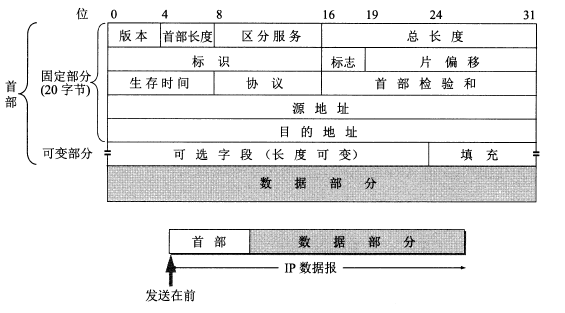 位 0 4 8 16 19 24 31
版本 首部长度 区分服务 总长度
标识 标志 片偏移
生存时间 协议 首部检验和
源地址
目的地址
可选字段（长度可变） 填充
数据部分
首部
固定部分
(20 字节)
可变部分
首部 数据部分
IP 数据报
发送在前